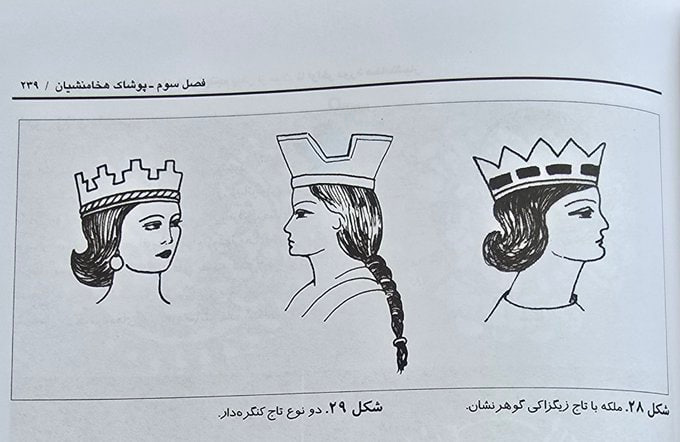 فصل سوم ـ پوشاک هخامنشیان / ۲۳۹
شکل ۲۸. ملکه با تاج زیگزاکی گوهرنشان.
شکل ۲۹. دو نوع تاج کنگره‌دار.